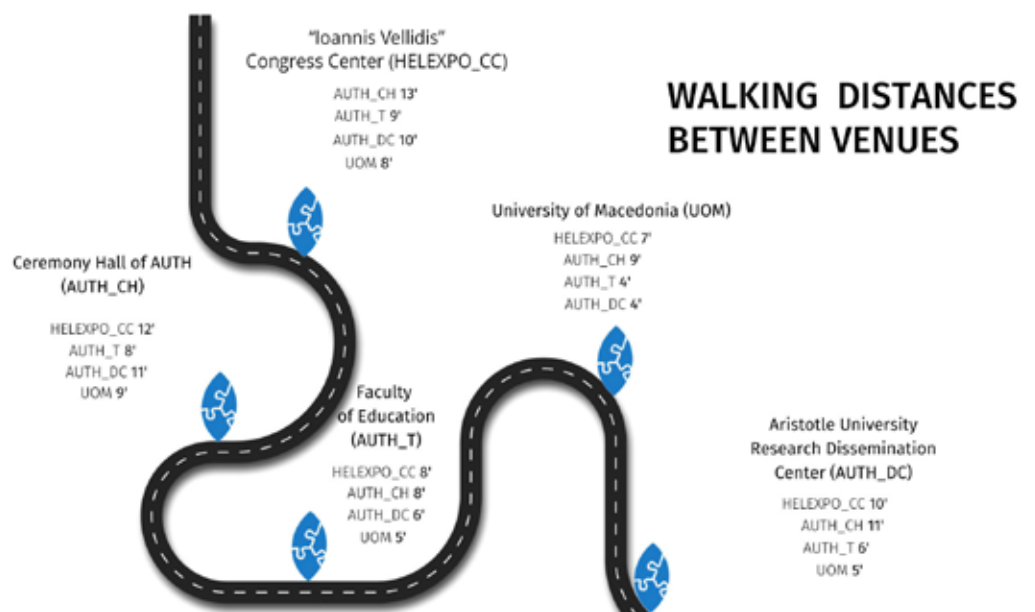 “Ioannis Vellidis”
Congress Center (HELEXPO_CC)
AUTH_CH 13'
AUTH_T 9'
AUTH_DC 10'
UOM 8'
WALKING DISTANCES
BETWEEN VENUES
University of Macedonia (UOM)
HELEXPO_CC 7'
AUTH_CH 9'
AUTH_T 4'
AUTH_DC 4'
Ceremony Hall of AUTH
(AUTH_CH)
HELEXPO_CC 12'
AUTH_T 8'
AUTH_DC 11'
UOM 9'
Faculty
of Education
(AUTH_T)
HELEXPO_CC 8'
AUTH_CH 8'
AUTH_DC 6'
UOM 5'
Aristotle University
Research Dissemination
Center (AUTH_DC)
HELEXPO_CC 10'
AUTH_CH 11'
AUTH_T 6'
UOM 5'